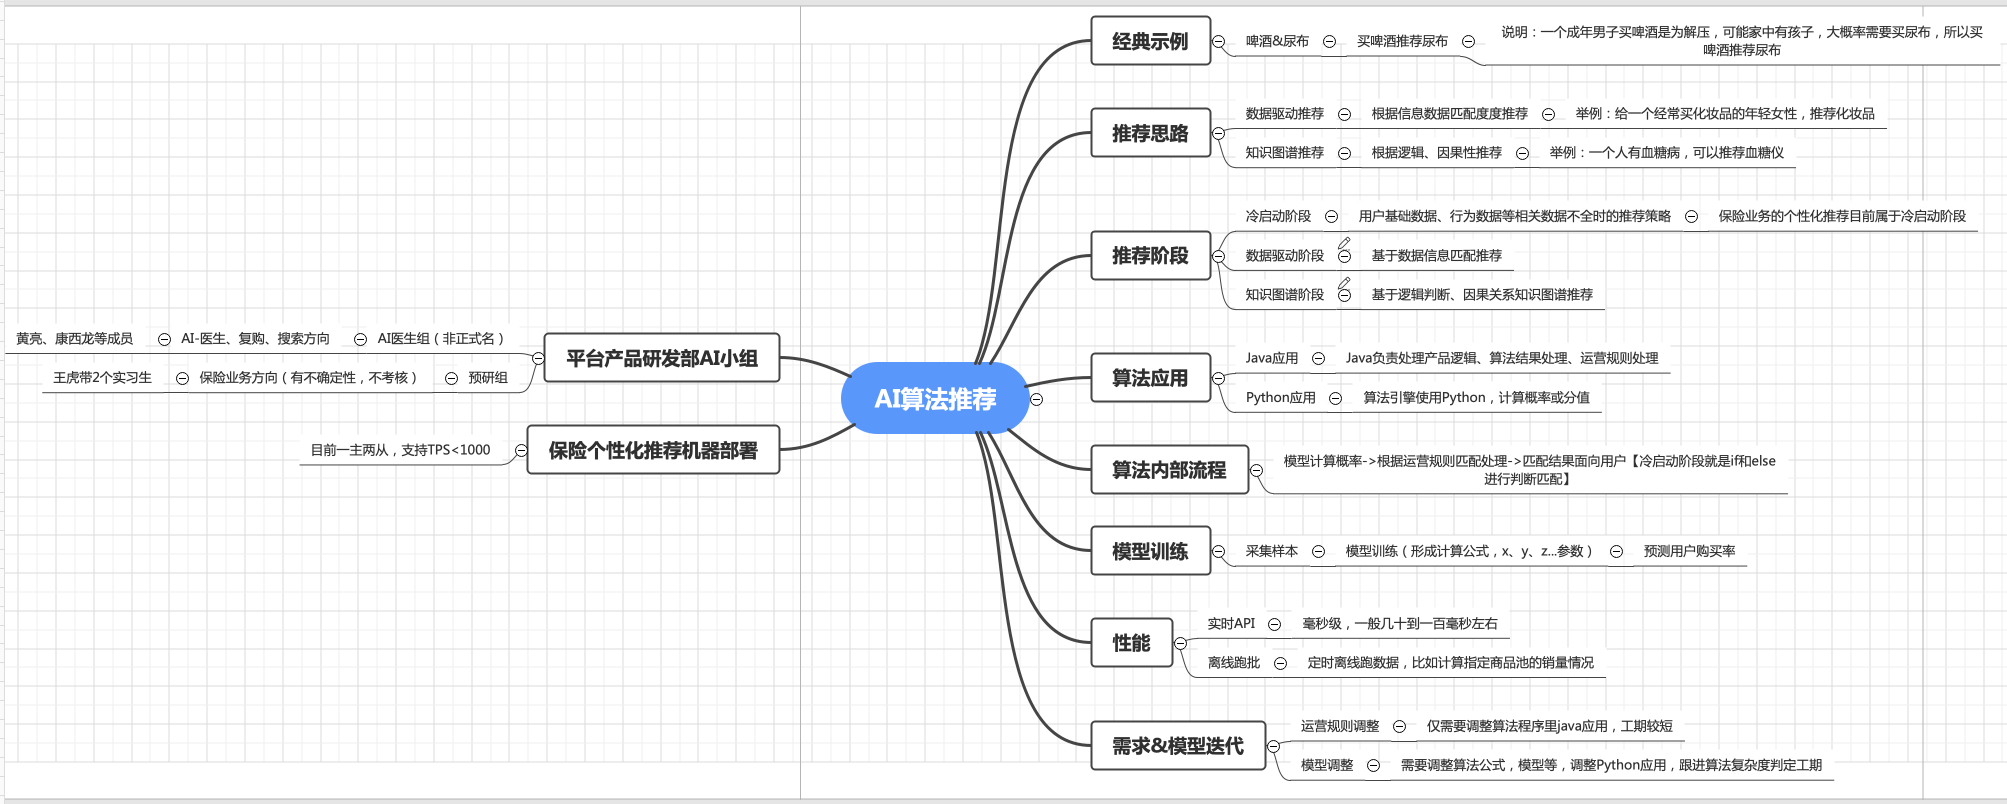 AI算法推荐
经典示例
啤酒&尿布
买啤酒推荐尿布
说明：一个成年男子买啤酒是为解压，可能家中有孩子，大概率需要买尿布，所以买
啤酒推荐尿布
推荐思路
数据驱动推荐
根据信息数据匹配度度推荐
举例：给一个经常买化妆品的年轻女性，推荐化妆品
知识图谱推荐
根据逻辑、因果性推荐
举例：一个人有血糖病，可以推荐血糖仪
推荐阶段
冷启动阶段
用户基础数据、行为数据等相关数据不全时的推荐策略
保险业务的个性化推荐目前属于冷启动阶段
数据驱动阶段
基于数据信息匹配推荐
知识图谱阶段
基于逻辑判断、因果关系知识图谱推荐
算法应用
Java应用
Java负责处理产品逻辑、算法结果处理、运营规则处理
Python应用
算法引擎使用Python，计算概率或分值
算法内部流程
模型计算概率->根据运营规则匹配处理->匹配结果面向用户【冷启动阶段就是if和else
进行判断匹配】
模型训练
采集样本
模型训练（形成计算公式，x、y、z...参数）
预测用户购买率
性能
实时API
毫秒级，一般几十到一百毫秒左右
离线跑批
定时离线跑数据，比如计算指定商品池的销量情况
需求&模型迭代
运营规则调整
仅需要调整算法程序里java应用，工期较短
模型调整
需要调整算法公式，模型等，调整Python应用，跟进算法复杂度判定工期
平台产品研发部AI小组
AI医生组（非正式名）
AI-医生、复购、搜索方向
黄亮、康西龙等成员
预研组
保险业务方向（有不确定性，不考核）
王虎带2个实习生
保险个性化推荐机器部署
目前一主两从，支持TPS<1000